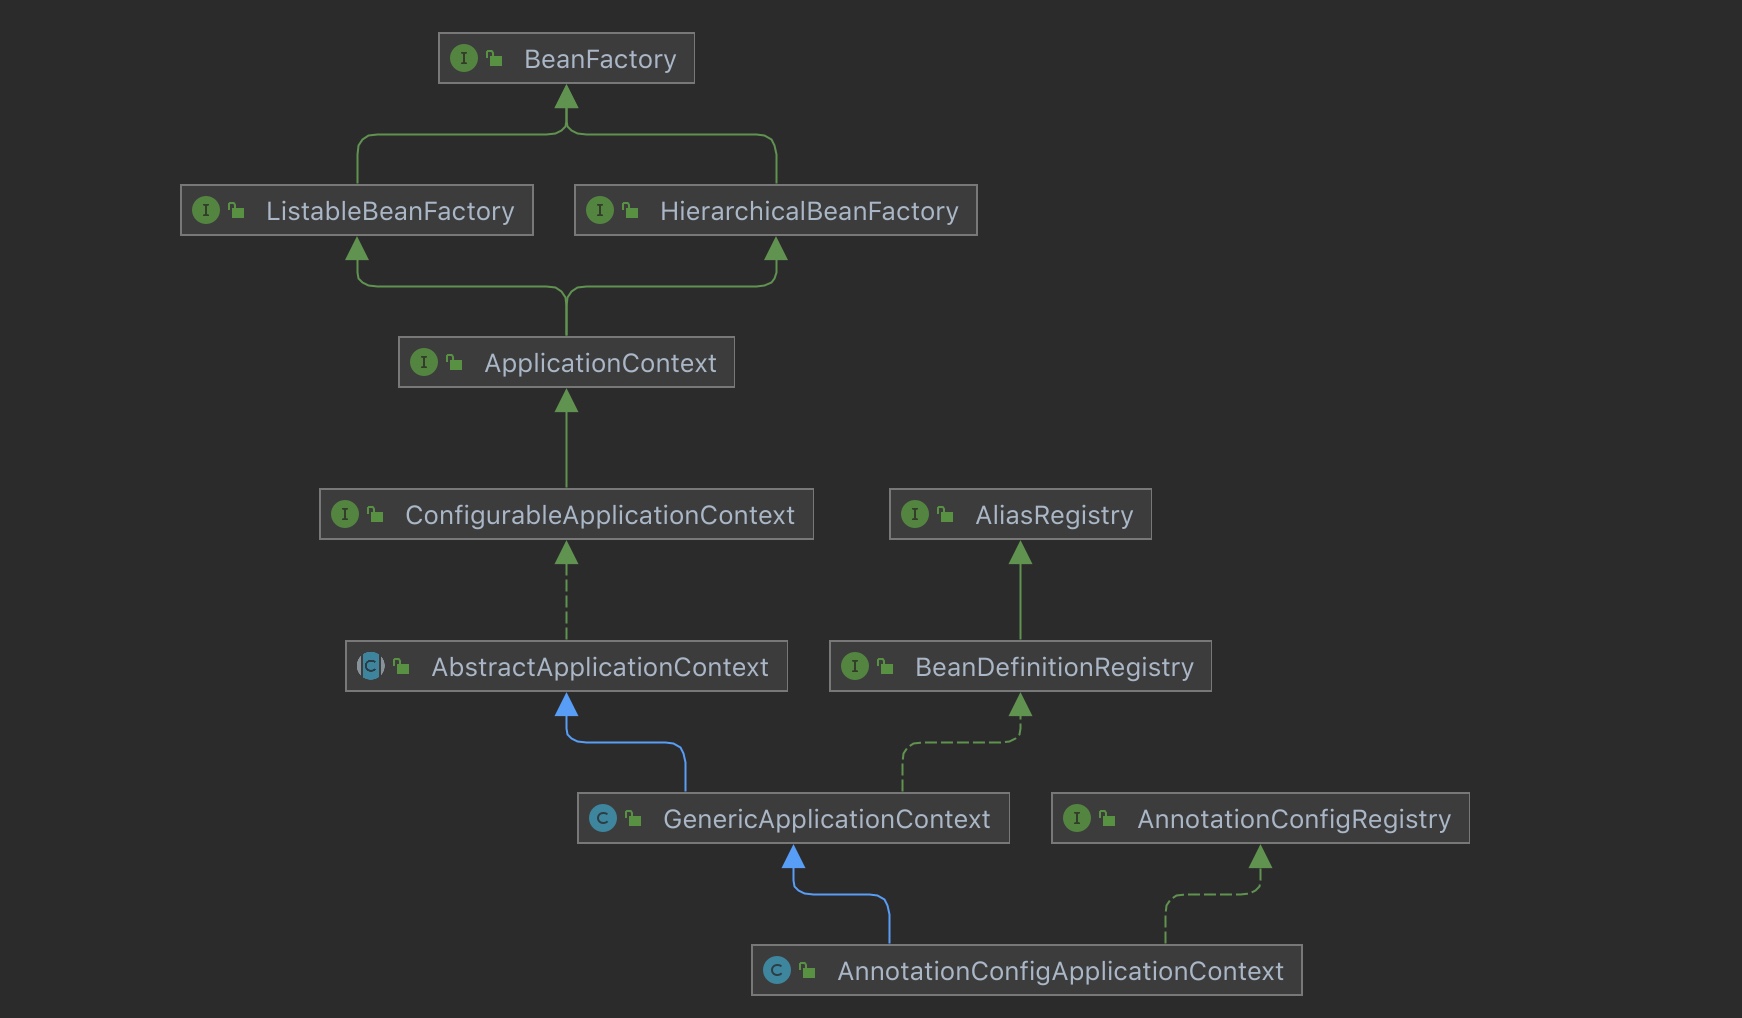 I BeanFactory
I ListableBeanFactory
I HierarchicalBeanFactory
I ApplicationContext
I ConfigurableApplicationContext
I AliasRegistry
C AbstractApplicationContext
I BeanDefinitionRegistry
C GenericApplicationContext
I AnnotationConfigRegistry
C AnnotationConfigApplicationContext